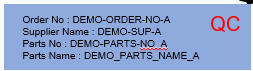 Order No : DEMO-ORDER-NO-A
QC
Supplier Name : DEMO-SUP-A
Parts No : DEMO-PARTS-NO_A
Parts Name : DEMO_PARTS_NAME_A